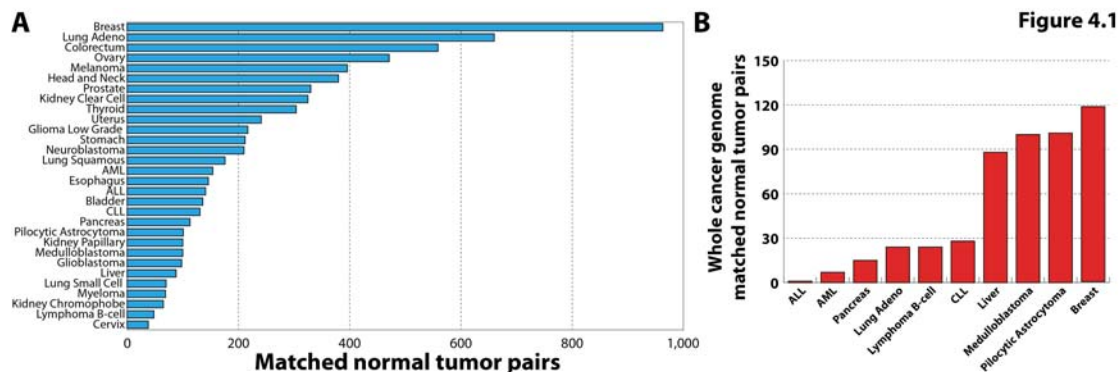 A
B
Figure 4.1
Breast
Lung Adeno
Colorectum
Ovary
Melanoma
Head and Neck
Prostate
Kidney Clear Cell
Thyroid
Uterus
Glioma Low Grade
Stomach
Neuroblastoma
Lung Squamous
AML
Esophagus
ALL
Bladder
CLL
Pancreas
Pilocytic Astrocytoma
Kidney Papillary
Medulloblastoma
Glioblastoma
Liver
Lung Small Cell
Myeloma
Kidney Chromophobe
Lymphoma B-cell
Cervix
0 200 400 600 800 1,000
Matched normal tumor pairs
Whole cancer genome
matched normal tumor pairs
150
120
90
60
30
0
ALL
AML
Pancreas
Lung Adeno
Lymphoma B-cell
CLL
Liver
Medulloblastoma
Pilocytic Astrocytoma
Breast